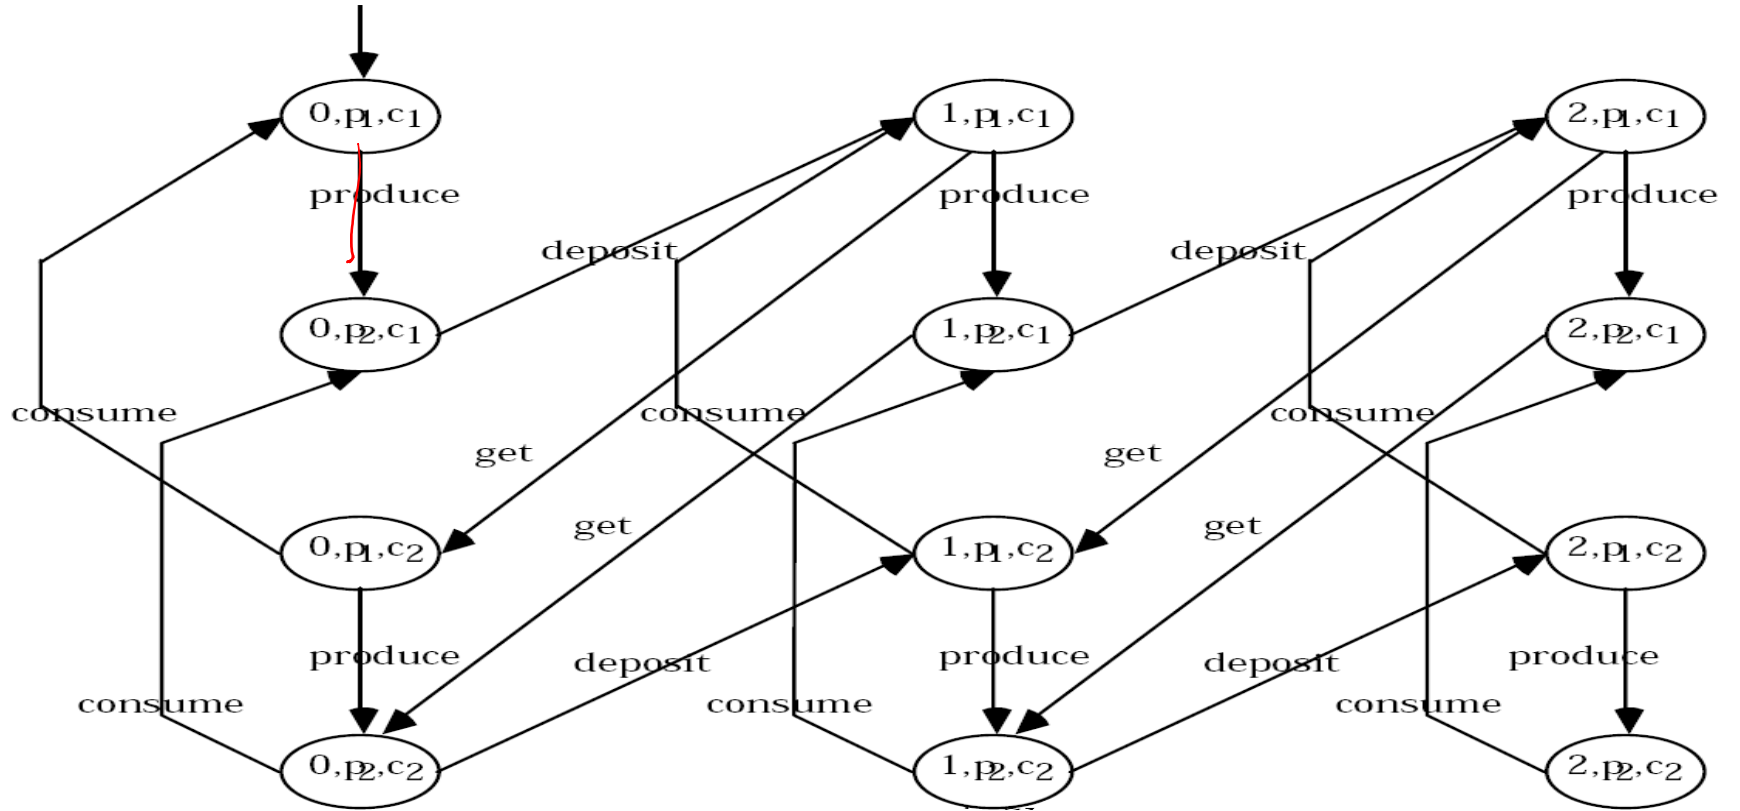 0,p1,c1 1,p1,c1 2,p1,c1
produce produce produce
deposit deposit
0,p2,c1 1,p2,c1 2,p2,c1
consume consume consume
get get
get get
0,p1,c2 1,p1,c2 2,p1,c2
produce deposit produce deposit produce
consume consume consume
0,p2,c2 1,p2,c2 2,p2,c2